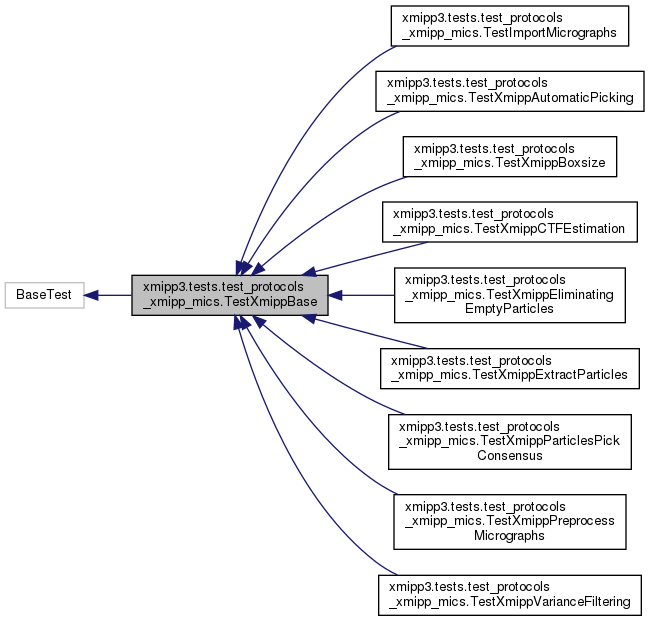 BaseTest
xmipp3.tests.test_protocols
_xmipp_mics.TestXmippBase
xmipp3.tests.test_protocols
_xmipp_mics.TestImportMicrographs
xmipp3.tests.test_protocols
_xmipp_mics.TestXmippAutomaticPicking
xmipp3.tests.test_protocols
_xmipp_mics.TestXmippBoxsize
xmipp3.tests.test_protocols
_xmipp_mics.TestXmippCTFEstimation
xmipp3.tests.test_protocols
_xmipp_mics.TestXmippEliminating
EmptyParticles
xmipp3.tests.test_protocols
_xmipp_mics.TestXmippExtractParticles
xmipp3.tests.test_protocols
_xmipp_mics.TestXmippParticlesPick
Consensus
xmipp3.tests.test_protocols
_xmipp_mics.TestXmippPreprocess
Micrographs
xmipp3.tests.test_protocols
_xmipp_mics.TestXmippVarianceFiltering